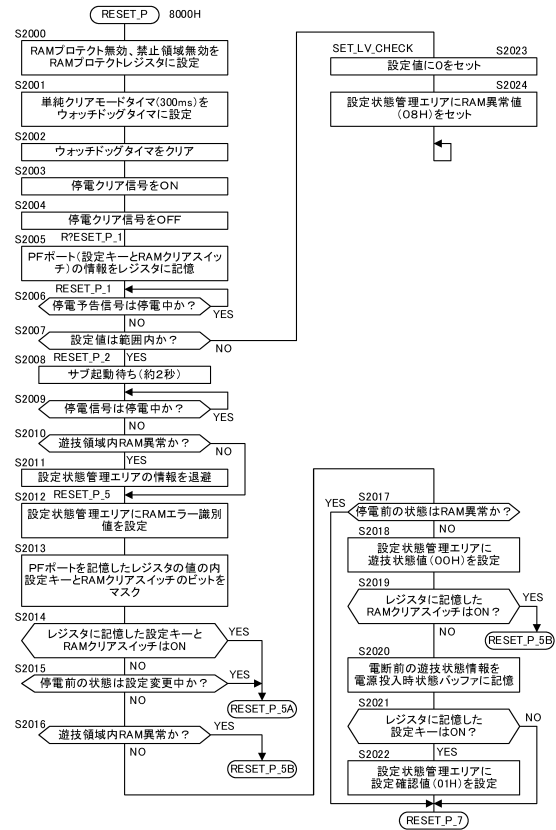 RESET_P 8000H
S2000
RAMプロテクト無効、禁止領域無効を
RAMプロテクトレジスタに設定
S2001
単純クリアモードタイマ(300ms)を
ウォッチドッグタイマに設定
S2002
ウォッチドッグタイマをクリア
S2003
停電クリア信号をON
S2004
停電クリア信号をOFF
S2005
R?ESET_P_1
PFポート(設定キーとRAMクリアスイッ
チ)の情報をレジスタに記憶
RESET_P_1
S2006
停電予告信号は停電中か?
YES
NO
S2007
設定値は範囲内か?
NO
RESET_P_2 YES
S2008
サブ起動待ち(約2秒)
S2009
停電信号は停電中か?
YES
NO
S2010
遊技領域内RAM異常か?
NO
YES
S2011
設定状態管理エリアの情報を退避
S2012
RESET_P_5
設定状態管理エリアにRAMエラー識別
値を設定
S2013
PFポートを記憶したレジスタの値の内
設定キーとRAMクリアスイッチのビットを
マスク
S2014
レジスタに記憶した設定キーと
RAMクリアスイッチはON
YES
NO
S2015
停電前の状態は設定変更中か?
YES
NO
RESET_P_5A
S2016
遊技領域内RAM異常か?
YES
NO
RESET_P_5B
SET_LV_CHECK
S2023
設定値に0をセット
S2024
設定状態管理エリアにRAM異常値
(08H)をセット
S2017
YES
停電前の状態はRAM異常か?
NO
S2018
設定状態管理エリアに
遊技状態値(00H)を設定
S2019
レジスタに記憶した
RAMクリアスイッチはON?
YES
NO
RESET_P_5B
S2020
電断前の遊技状態情報を
電源投入時状態バッファに記憶
S2021
レジスタに記憶した
設定キーはON?
NO
YES
S2022
設定状態管理エリアに
設定確認値(01H)を設定
RESET_P_7